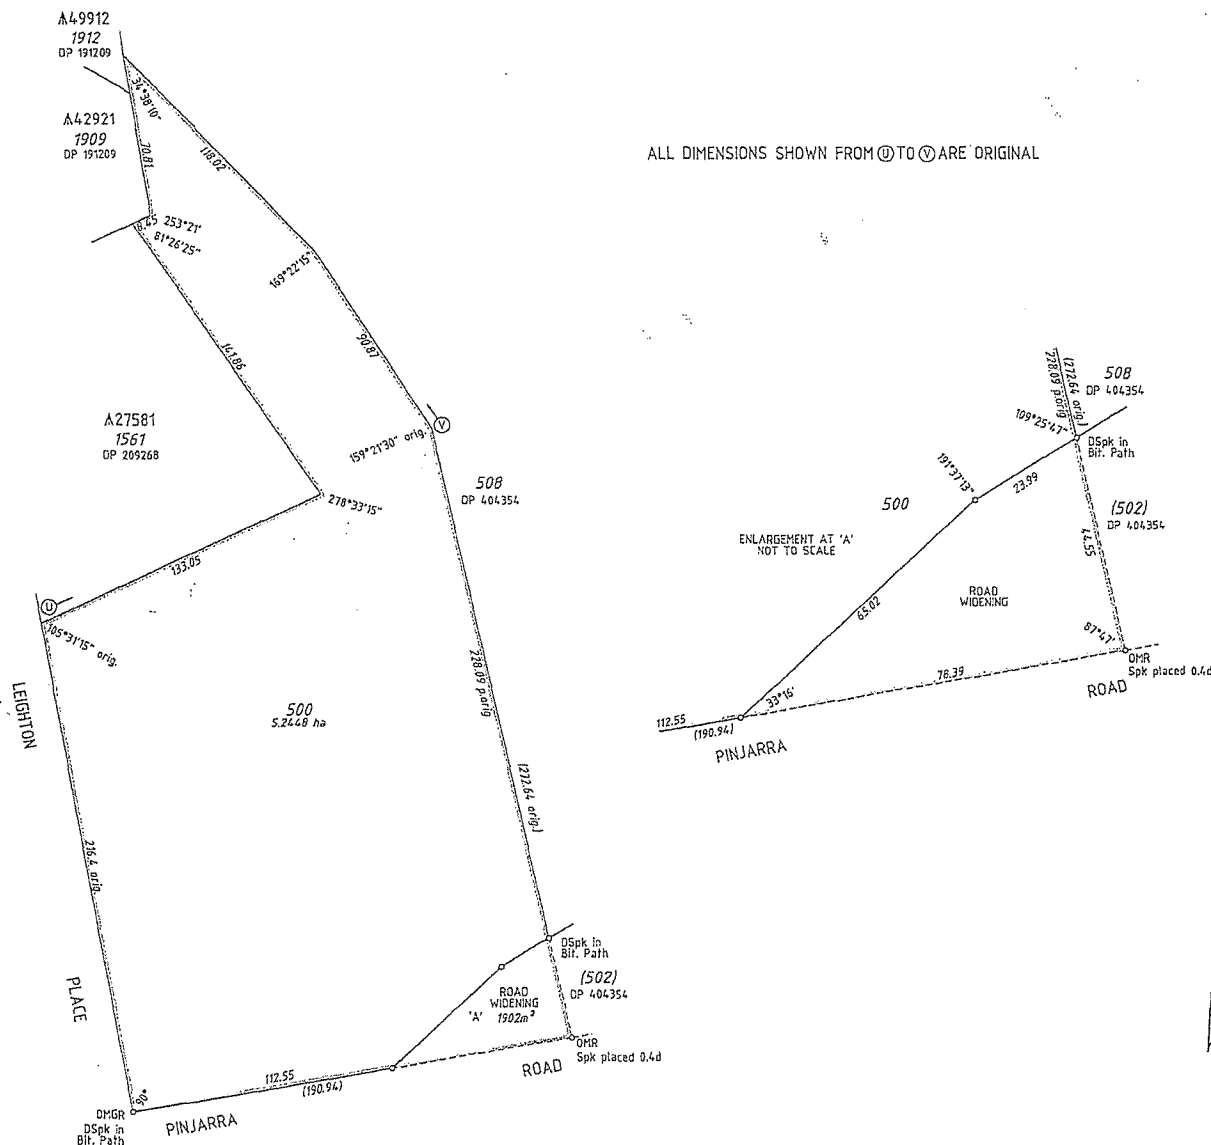 ⩚49912
1912
DP 191209
34°38'10"
⩚42921
1909
DP 191209
70.81
118.02
ALL DIMENSIONS SHOWN FROM Ⓤ TO Ⓥ ARE ORIGINAL
8.45 253°21'
81°26'25"
169°22'15"
141.86
90.87
⩚27581
1561
DP 209268
Ⓥ
159°21'30" orig.
278°33'15"
508
DP 404354
133.05
Ⓤ
105°31'15" orig.
228.09 p.orig
(272.64 orig.)
500
5.2448 ha
LEIGHTON
PLACE
216.4 orig.
DSpk in
Bit. Path
(502)
DP 404354
ROAD
WIDENING
'A' 1902m²
OMR
Spk placed 0.4d
ROAD
112.55
(190.94)
90°
OMGR
DSpk in
Bit. Path
PINJARRA
(272.64 orig.)
228.09 p.orig
508
DP 404354
109°25'47"
DSpk in
Bit. Path
191°37'13"
23.99
500
(502)
DP 404354
ENLARGEMENT AT 'A'
NOT TO SCALE
44.55
65.02
ROAD
WIDENING
87°47'
OMR
Spk placed 0.4d
78.39
33°16'
ROAD
112.55
(190.94)
PINJARRA